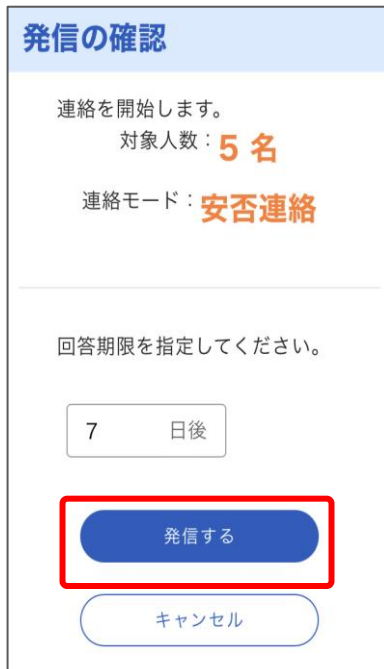 発信の確認
連絡を開始します。
対象人数：5 名
連絡モード：安否連絡
回答期限を指定してください。
7 日後
発信する
キャンセル